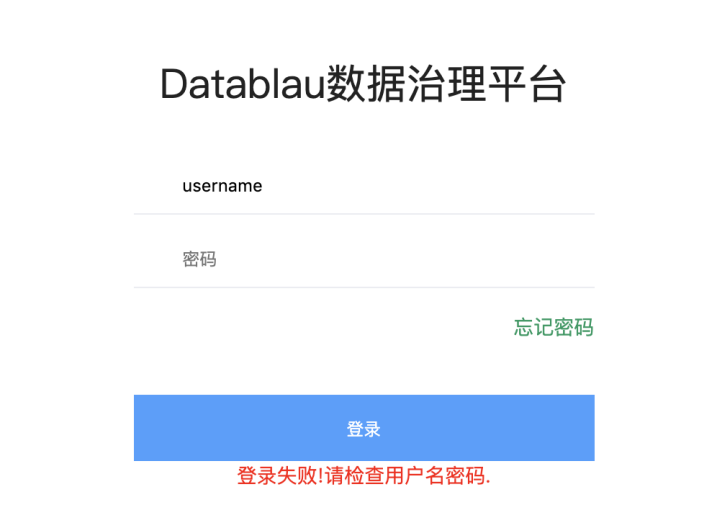 Datablau数据治理平台
username
密码
忘记密码
登录
登录失败!请检查用户名密码.